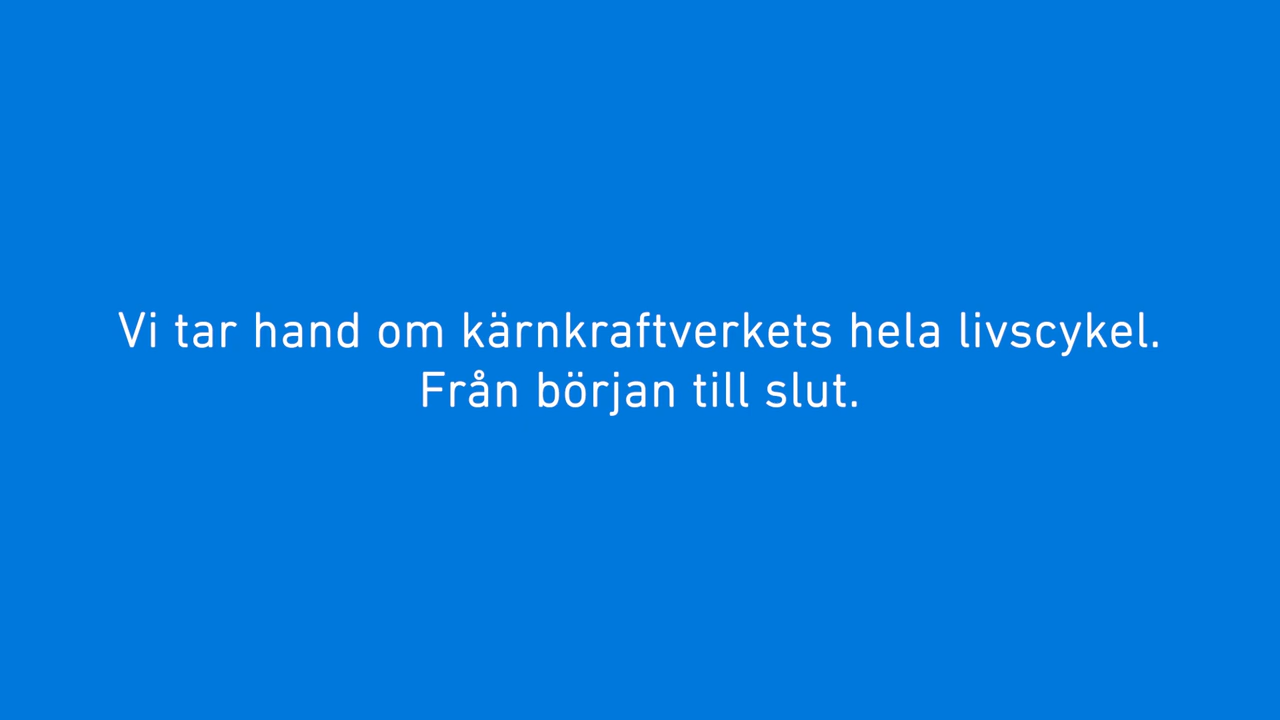 Vi tar hand om kärnkraftverkets hela livscykel.
Från början till slut.